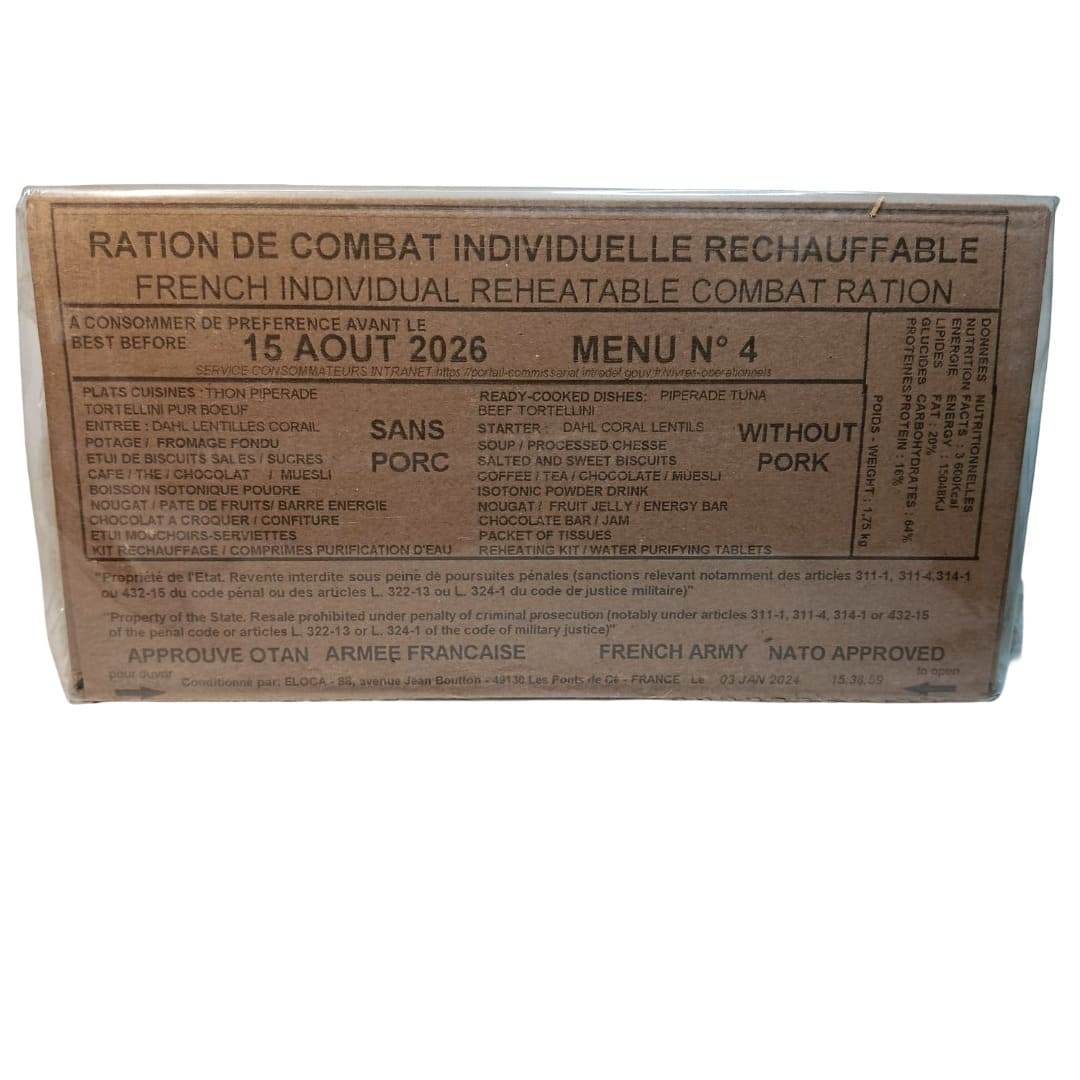 RATION DE COMBAT INDIVIDUELLE RECHAUFFABLE
FRENCH INDIVIDUAL REHEATABLE COMBAT RATION
A CONSOMMER DE PREFERENCE AVANT LE
BEST BEFORE 15 AOUT 2026 MENU N° 4
SERVICE CONSOMMATEURS INTRANET https://portail-commissariat.intradef.gouv.fr/vivres-operationnels
PLATS CUISINES : THON PIPERADE
TORTELLINI PUR BOEUF
ENTREE : DAHL LENTILLES CORAIL
POTAGE / FROMAGE FONDU
ETUI DE BISCUITS SALES / SUCRES
CAFE / THE / CHOCOLAT / MUESLI
BOISSON ISOTONIQUE POUDRE
NOUGAT / PATE DE FRUITS/ BARRE ENERGIE
CHOCOLAT A CROQUER / CONFITURE
ETUI MOUCHOIRS-SERVIETTES
KIT RECHAUFFAGE / COMPRIMES PURIFICATION D'EAU
SANS
PORC
READY-COOKED DISHES: PIPERADE TUNA
BEEF TORTELLINI
STARTER : DAHL CORAL LENTILS
SOUP / PROCESSED CHESSE
SALTED AND SWEET BISCUITS
COFFEE / TEA / CHOCOLATE / MUESLI
ISOTONIC POWDER DRINK
NOUGAT / FRUIT JELLY / ENERGY BAR
CHOCOLATE BAR / JAM
PACKET OF TISSUES
REHEATING KIT / WATER PURIFYING TABLETS
WITHOUT
PORK
DONNEES NUTRITIONNELLES
NUTRITION FACTS : 3 600Kcal
ENERGIE ENERGY : 15048KJ
LIPIDES FAT : 20%
GLUCIDES CARBOHYDRATES : 64%
PROTEINES PROTEIN : 16%
POIDS - WEIGHT : 1,75 kg
"Propriété de l'Etat. Revente interdite sous peine de poursuites pénales (sanctions relevant notamment des articles 311-1, 311-4,314-1
ou 432-15 du code pénal ou des articles L. 322-13 ou L. 324-1 du code de justice militaire)"
"Property of the State. Resale prohibited under penalty of criminal prosecution (notably under articles 311-1, 311-4, 314-1 or 432-15
of the penal code or articles L. 322-13 or L. 324-1 of the code of military justice)"
APPROUVE OTAN ARMEE FRANCAISE FRENCH ARMY NATO APPROVED
pour ouvrir to open
Conditionné par: ELOCA - 88, avenue Jean Boutton - 49130 Les Ponts de Cé - FRANCE Le 03 JAN 2024 15.38.59